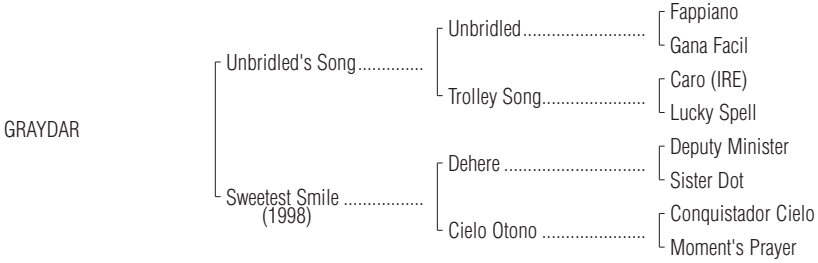 Fappiano
Unbridled..........................
Gana Facil
Unbridled's Song..............
Caro (IRE)
Trolley Song......................
Lucky Spell
GRAYDAR
Deputy Minister
Dehere ..............................
Sister Dot
Sweetest Smile .................
(1998)
Conquistador Cielo
Cielo Otono ......................
Moment's Prayer